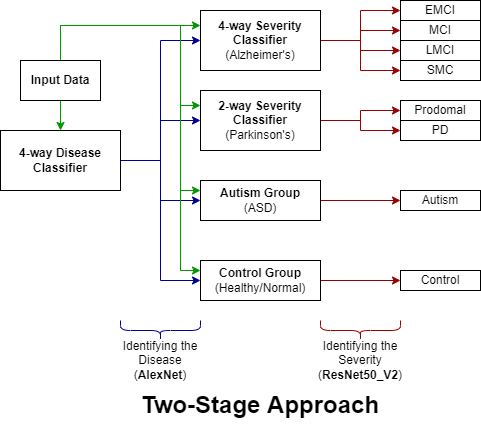 Input Data
4-way Disease
Classifier
4-way Severity
Classifier
(Alzheimer's)
2-way Severity
Classifier
(Parkinson's)
Autism Group
(ASD)
Control Group
(Healthy/Normal)
EMCI
MCI
LMCI
SMC
Prodomal
PD
Autism
Control
Identifying the
Disease
(AlexNet)
Identifying the
Severity
(ResNet50_V2)
Two-Stage Approach